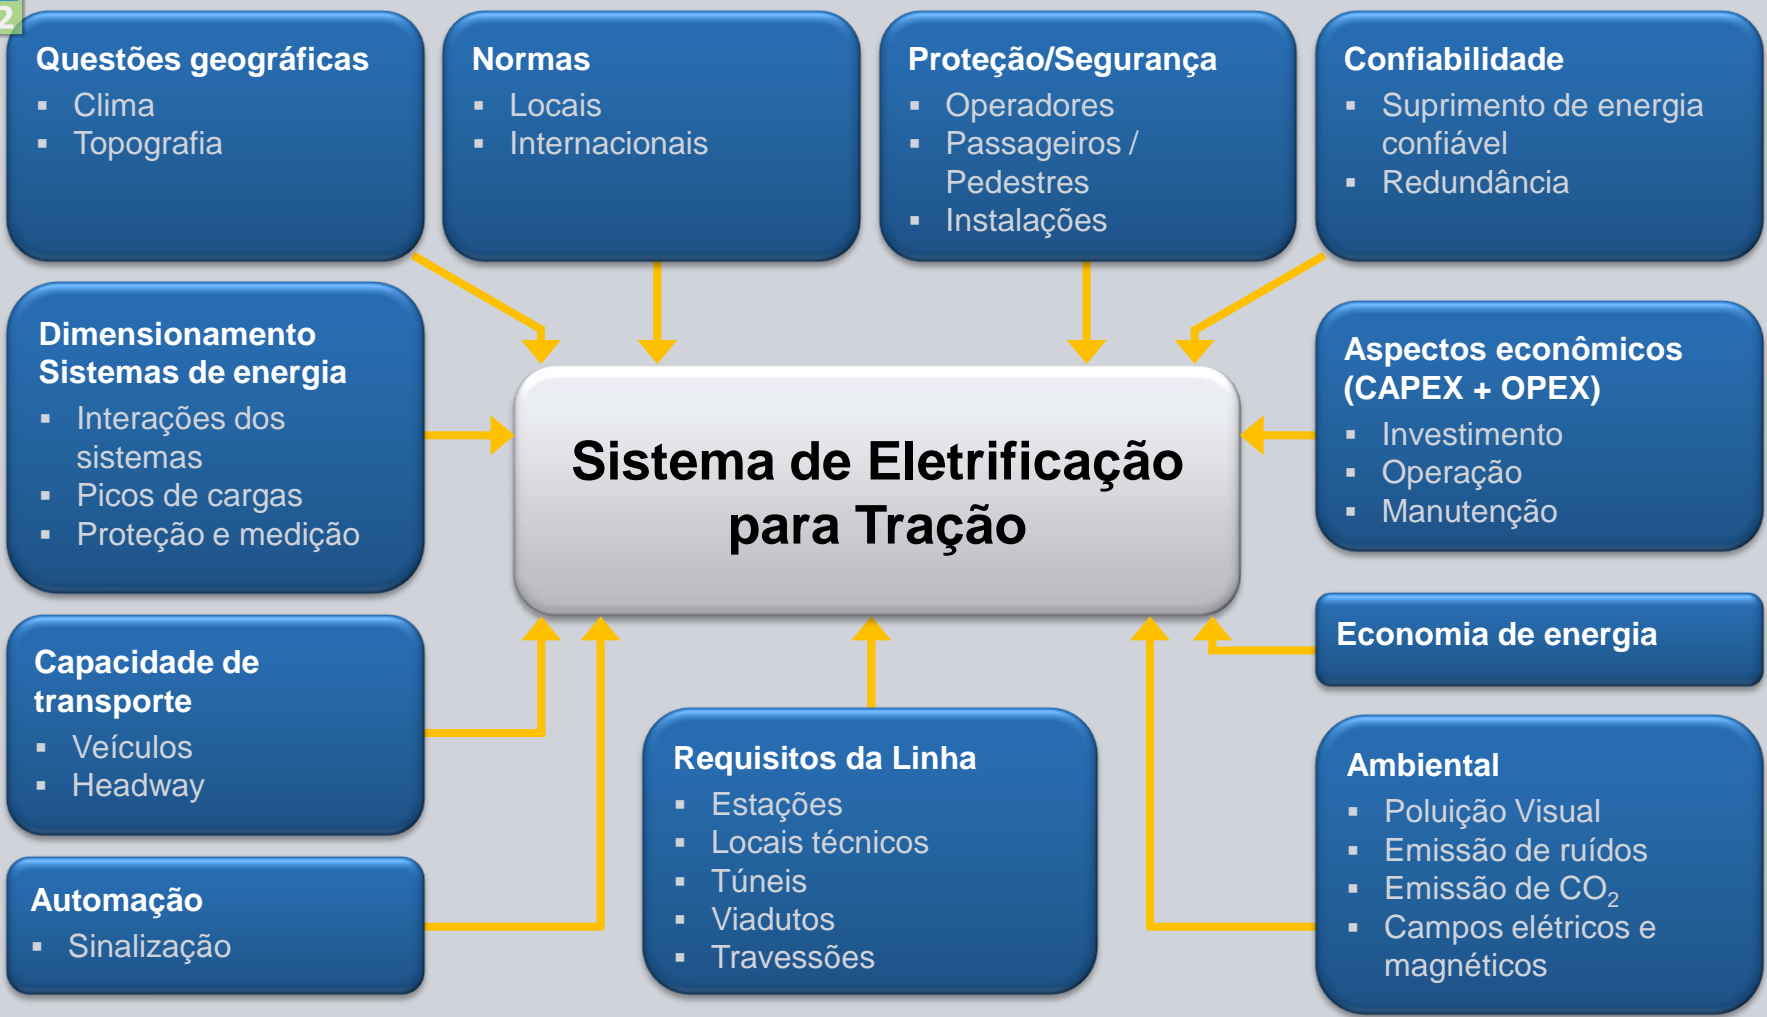 2
Questões geográficas
▪ Clima
▪ Topografia
Normas
▪ Locais
▪ Internacionais
Proteção/Segurança
▪ Operadores
▪ Passageiros /
Pedestres
▪ Instalações
Confiabilidade
▪ Suprimento de energia
confiável
▪ Redundância
Dimensionamento
Sistemas de energia
▪ Interações dos
sistemas
▪ Picos de cargas
▪ Proteção e medição
Sistema de Eletrificação
para Tração
Aspectos econômicos
(CAPEX + OPEX)
▪ Investimento
▪ Operação
▪ Manutenção
Economia de energia
Capacidade de
transporte
▪ Veículos
▪ Headway
Automação
▪ Sinalização
Requisitos da Linha
▪ Estações
▪ Locais técnicos
▪ Túneis
▪ Viadutos
▪ Travessões
Ambiental
▪ Poluição Visual
▪ Emissão de ruídos
▪ Emissão de CO₂
▪ Campos elétricos e
magnéticos